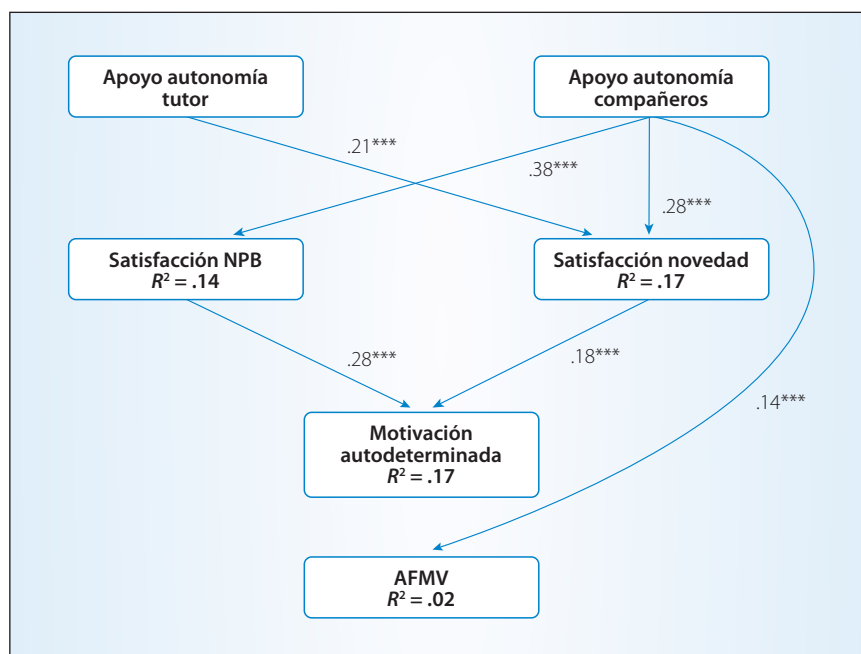 Apoyo autonomía
tutor
Apoyo autonomía
compañeros
.21***
.38***
.28***
Satisfacción NPB
R² = .14
Satisfacción novedad
R² = .17
.28***
.18***
.14***
Motivación
autodeterminada
R² = .17
AFMV
R² = .02